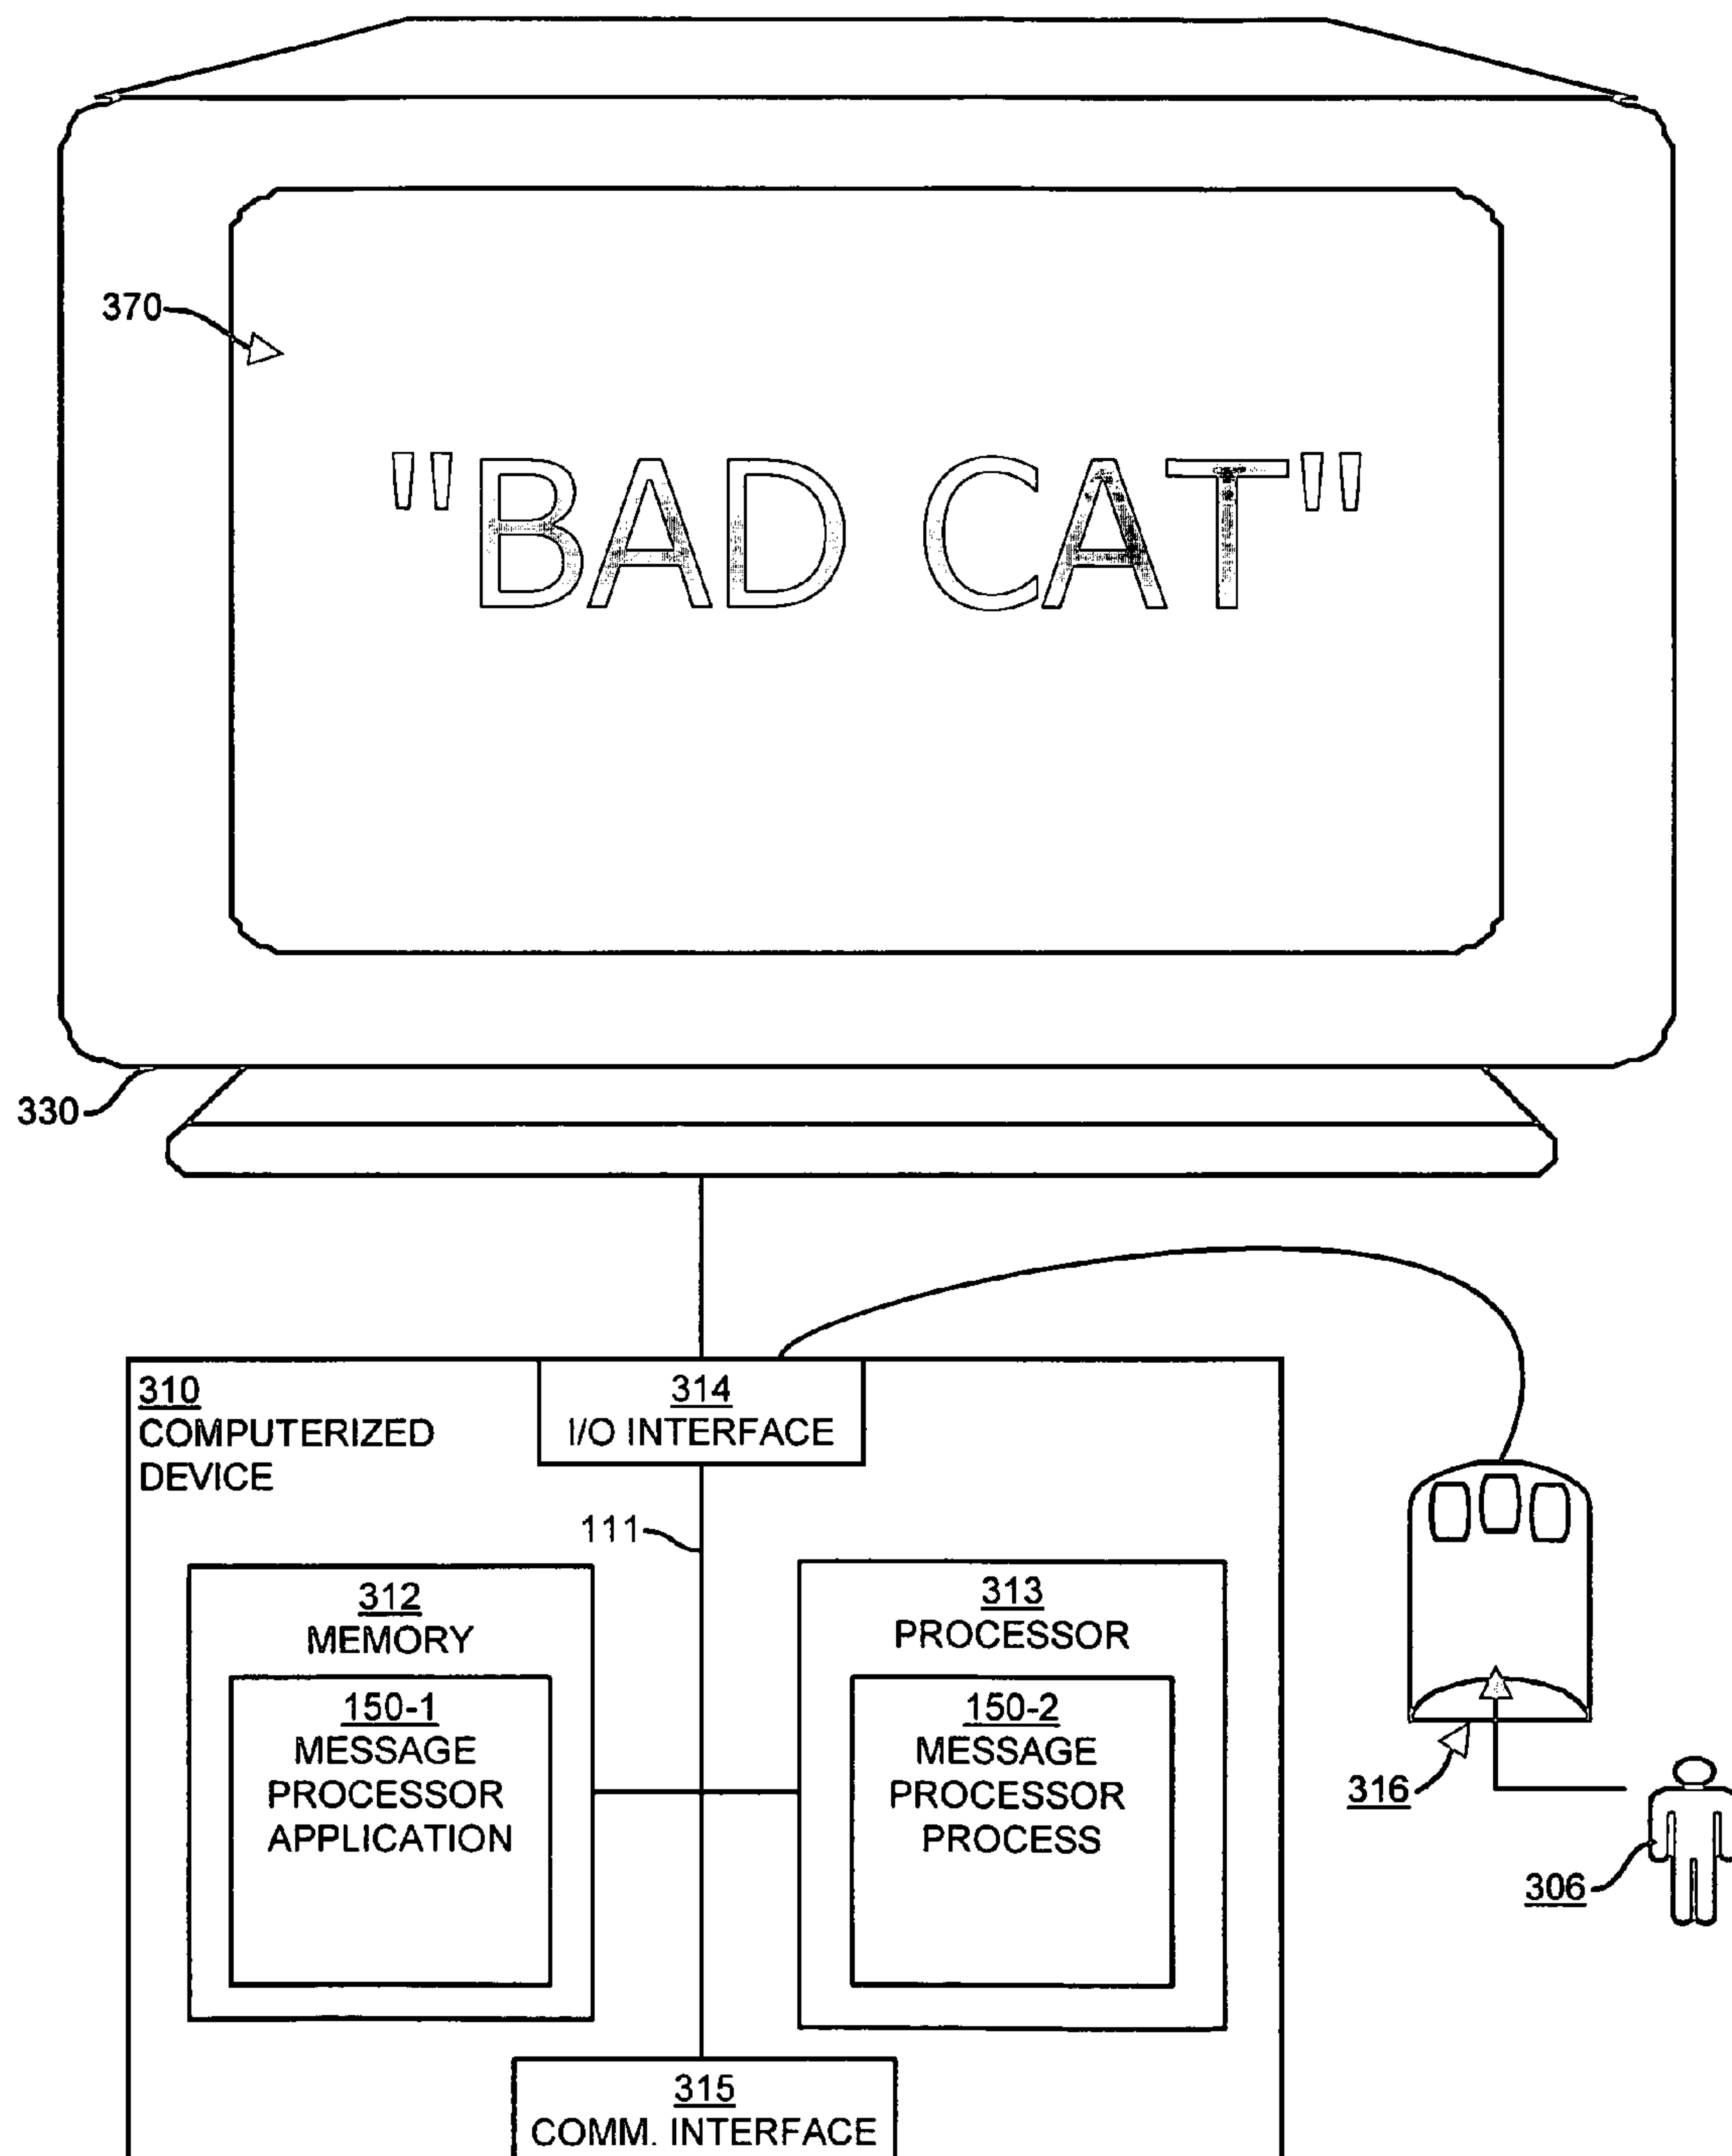 370
"BAD CAT"
330
310
COMPUTERIZED
DEVICE
314
I/O INTERFACE
111
312
MEMORY
150-1
MESSAGE
PROCESSOR
APPLICATION
313
PROCESSOR
150-2
MESSAGE
PROCESSOR
PROCESS
316
306
315
COMM. INTERFACE